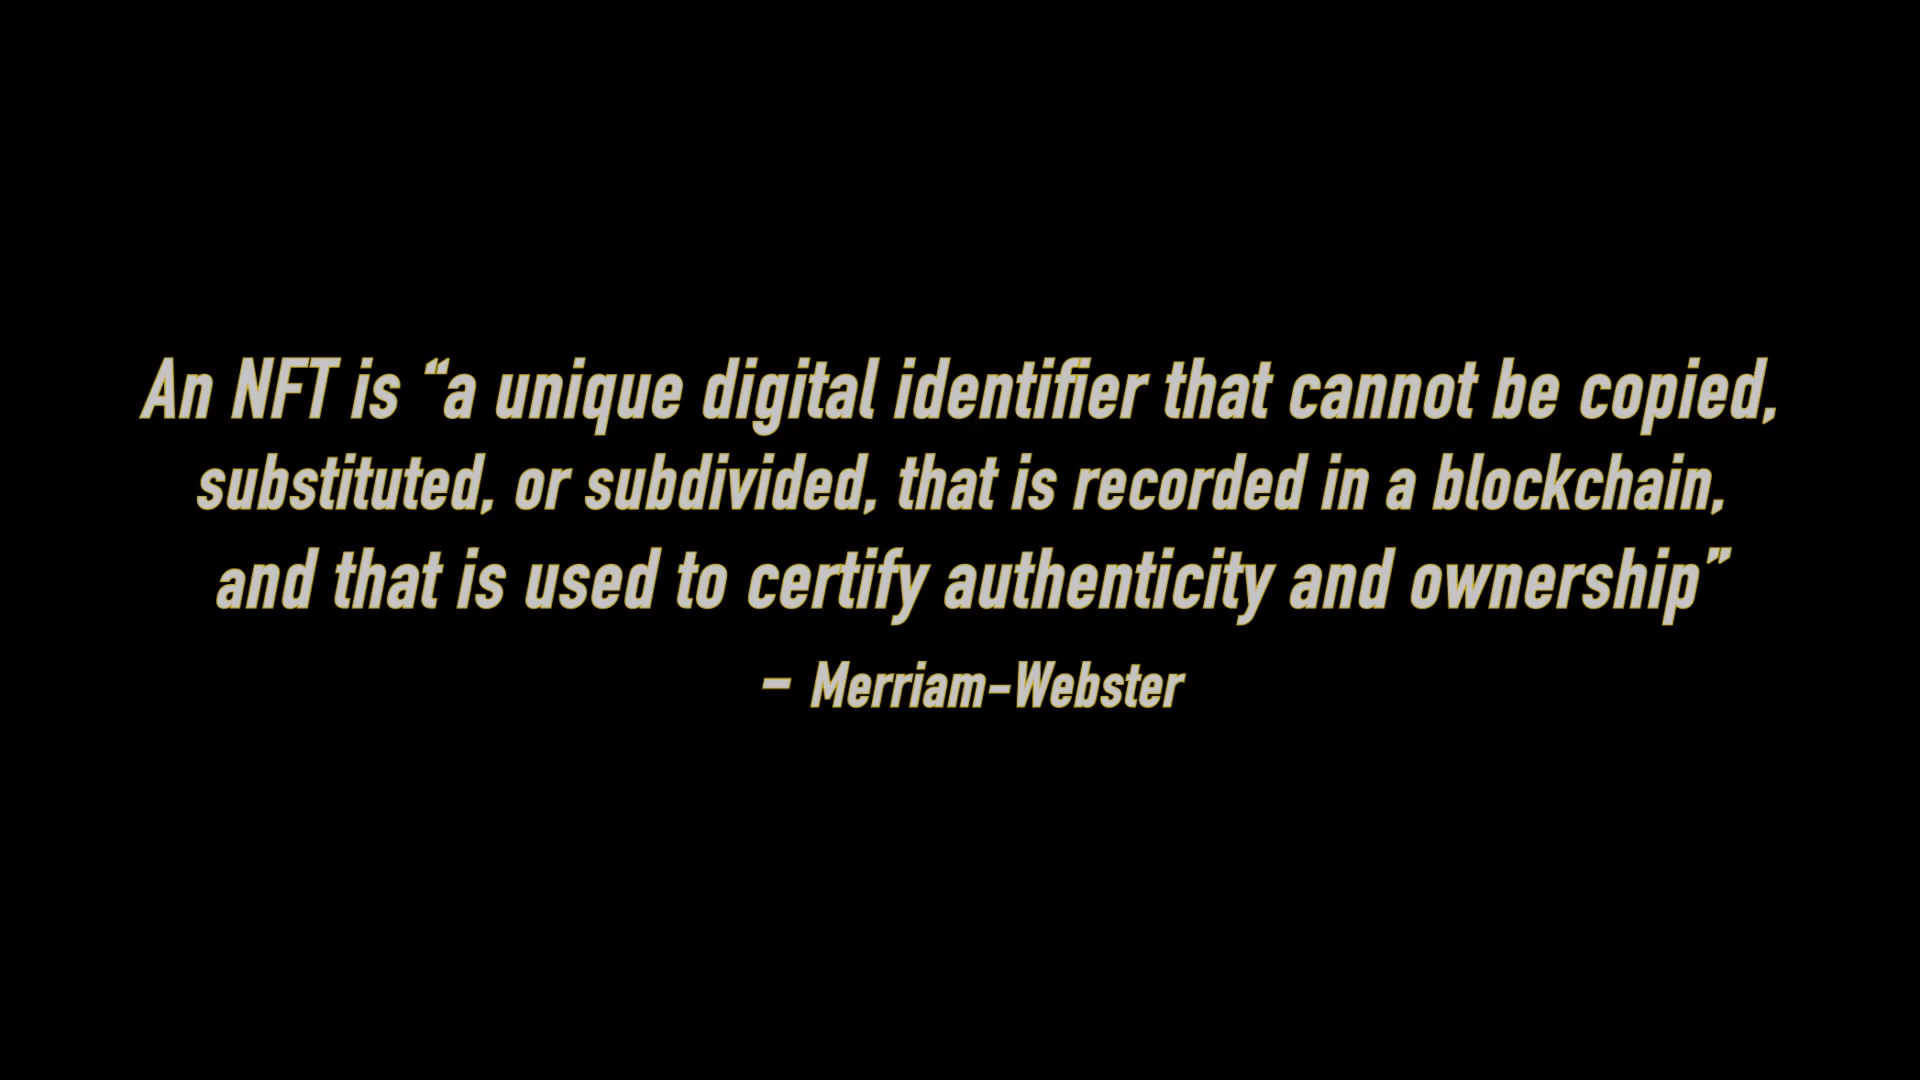 An NFT is “a unique digital identifier that cannot be copied,
substituted, or subdivided, that is recorded in a blockchain,
and that is used to certify authenticity and ownership”
– Merriam-Webster